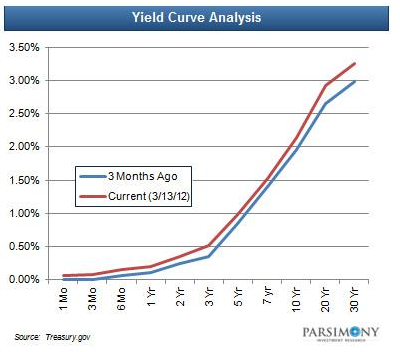 Yield Curve Analysis
3.50%
3.00%
2.50%
2.00%
1.50%
1.00%
0.50%
0.00%
3 Months Ago
Current (3/13/12)
1 Mo
3 Mo
6 Mo
1 Yr
2 Yr
3 Yr
5 Yr
7 yr
10 Yr
20 Yr
30 Yr
Source: Treasury.gov
PARSIMONY
INVESTMENT RESEARCH